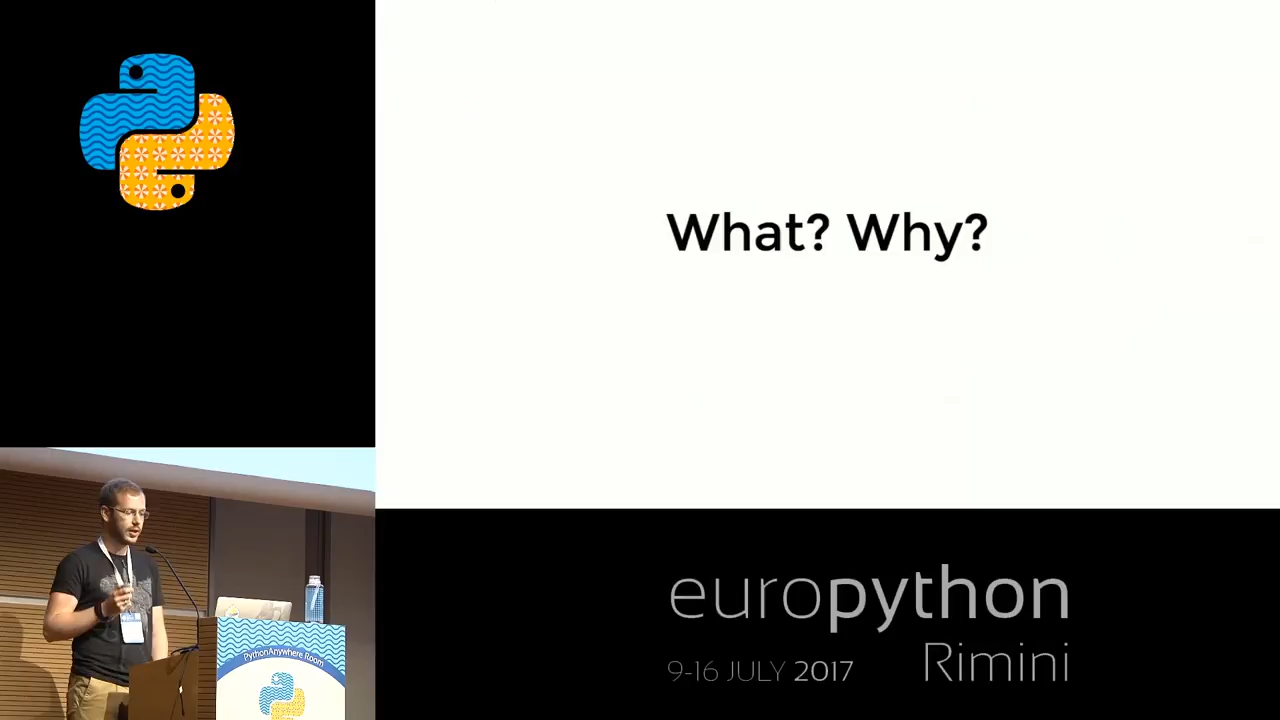 What? Why?
PythonAnywhere Room
europython
Rimini
9-16 JULY 2017